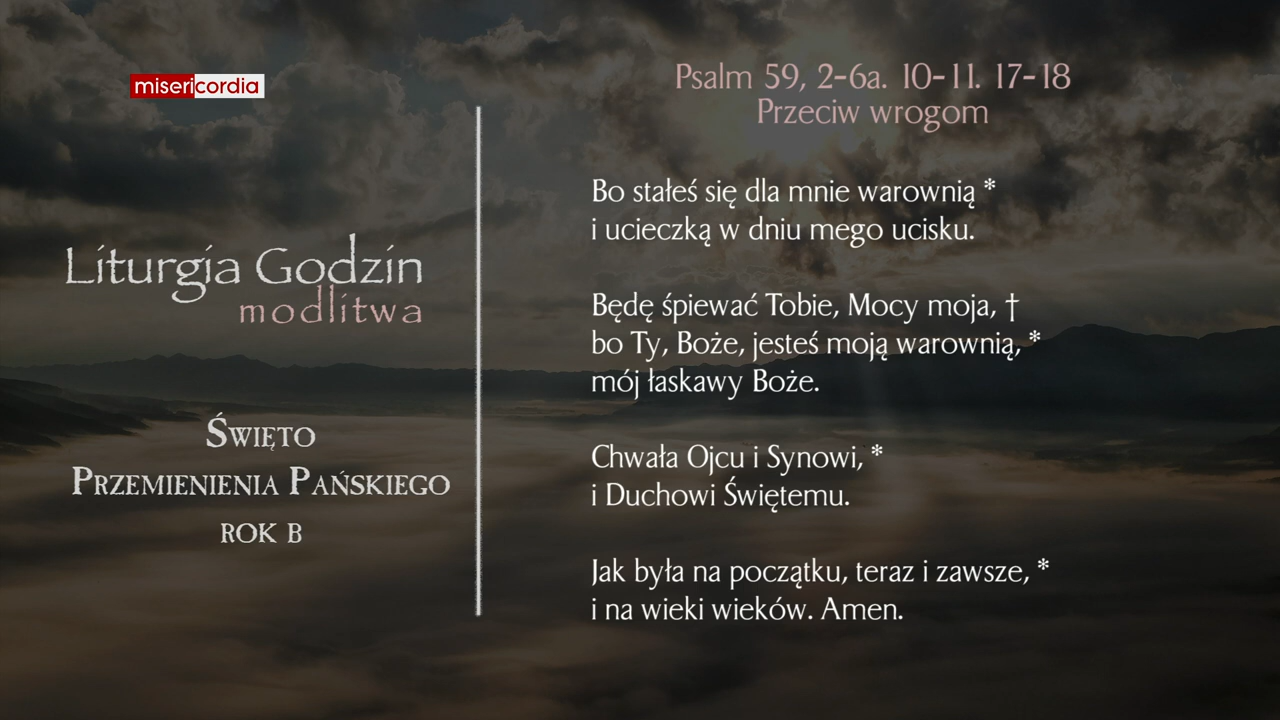 misericordia
Liturgia Godzin
modlitwa
Święto
Przemienienia Pańskiego
rok B
Psalm 59, 2-6a. 10-11. 17-18
Przeciw wrogom
Bo stałeś się dla mnie warownią *
i ucieczką w dniu mego ucisku.
Będę śpiewać Tobie, Mocy moja, †
bo Ty, Boże, jesteś moją warownią, *
mój łaskawy Boże.
Chwała Ojcu i Synowi, *
i Duchowi Świętemu.
Jak była na początku, teraz i zawsze, *
i na wieki wieków. Amen.